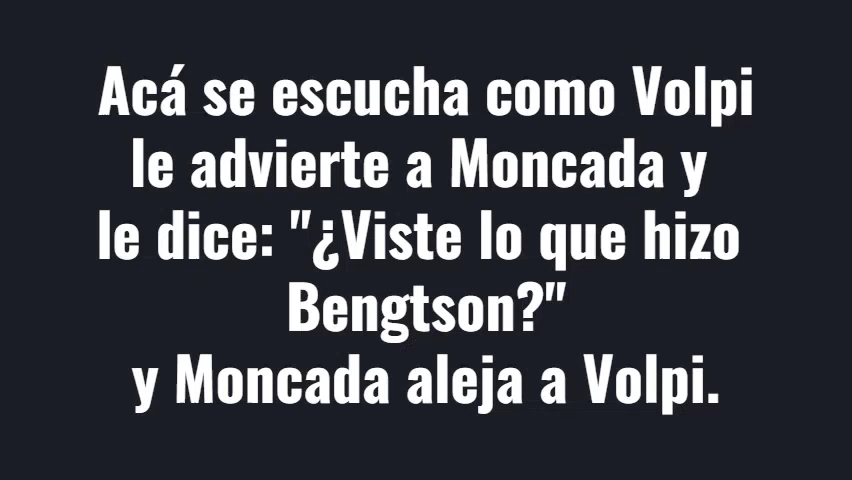 Acá se escucha como Volpi
le advierte a Moncada y
le dice: "¿Viste lo que hizo
Bengtson?"
y Moncada aleja a Volpi.